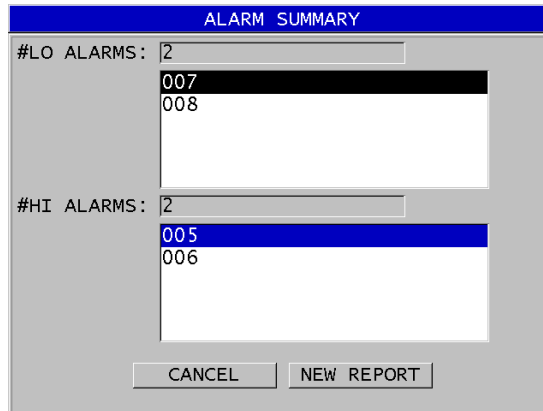 ALARM SUMMARY
#LO ALARMS: 2
007
008
#HI ALARMS: 2
005
006
CANCEL NEW REPORT